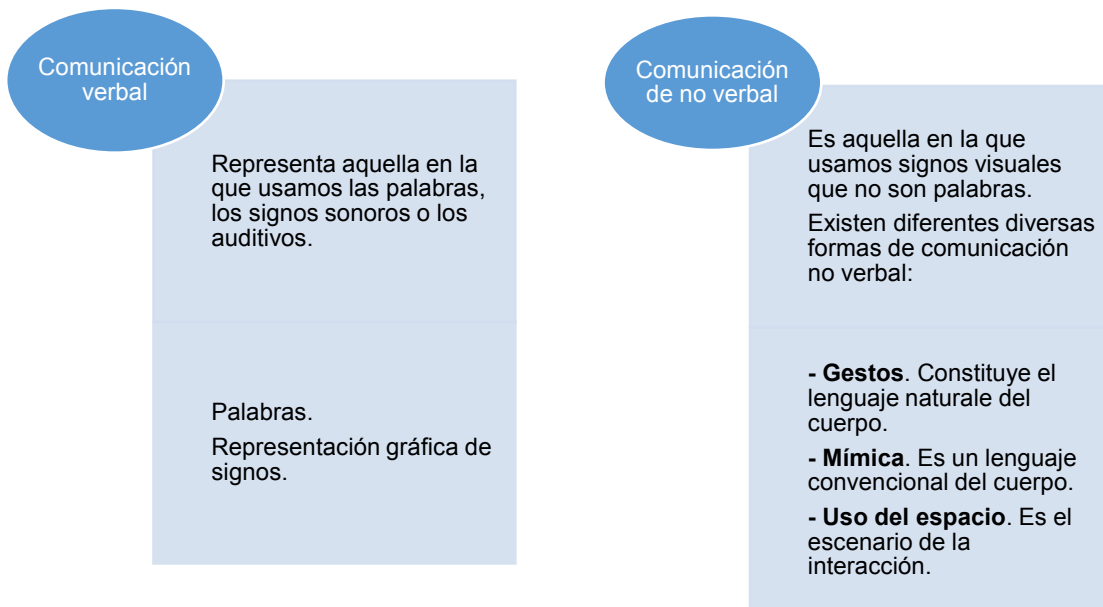 Comunicación
verbal
Representa aquella en la
que usamos las palabras,
los signos sonoros o los
auditivos.
Palabras.
Representación gráfica de
signos.
Comunicación
de no verbal
Es aquella en la que
usamos signos visuales
que no son palabras.
Existen diferentes diversas
formas de comunicación
no verbal:
- Gestos. Constituye el
lenguaje naturale del
cuerpo.
- Mímica. Es un lenguaje
convencional del cuerpo.
- Uso del espacio. Es el
escenario de la
interacción.